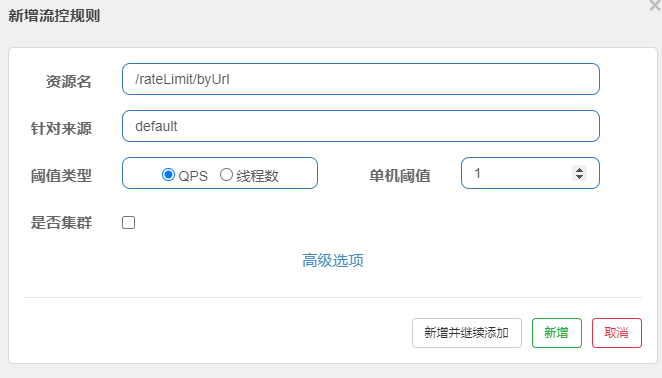 新增流控规则
资源名 /rateLimit/byUrl
针对来源 default
阈值类型 QPS 线程数 单机阈值 1
是否集群
高级选项
新增并继续添加 新增 取消